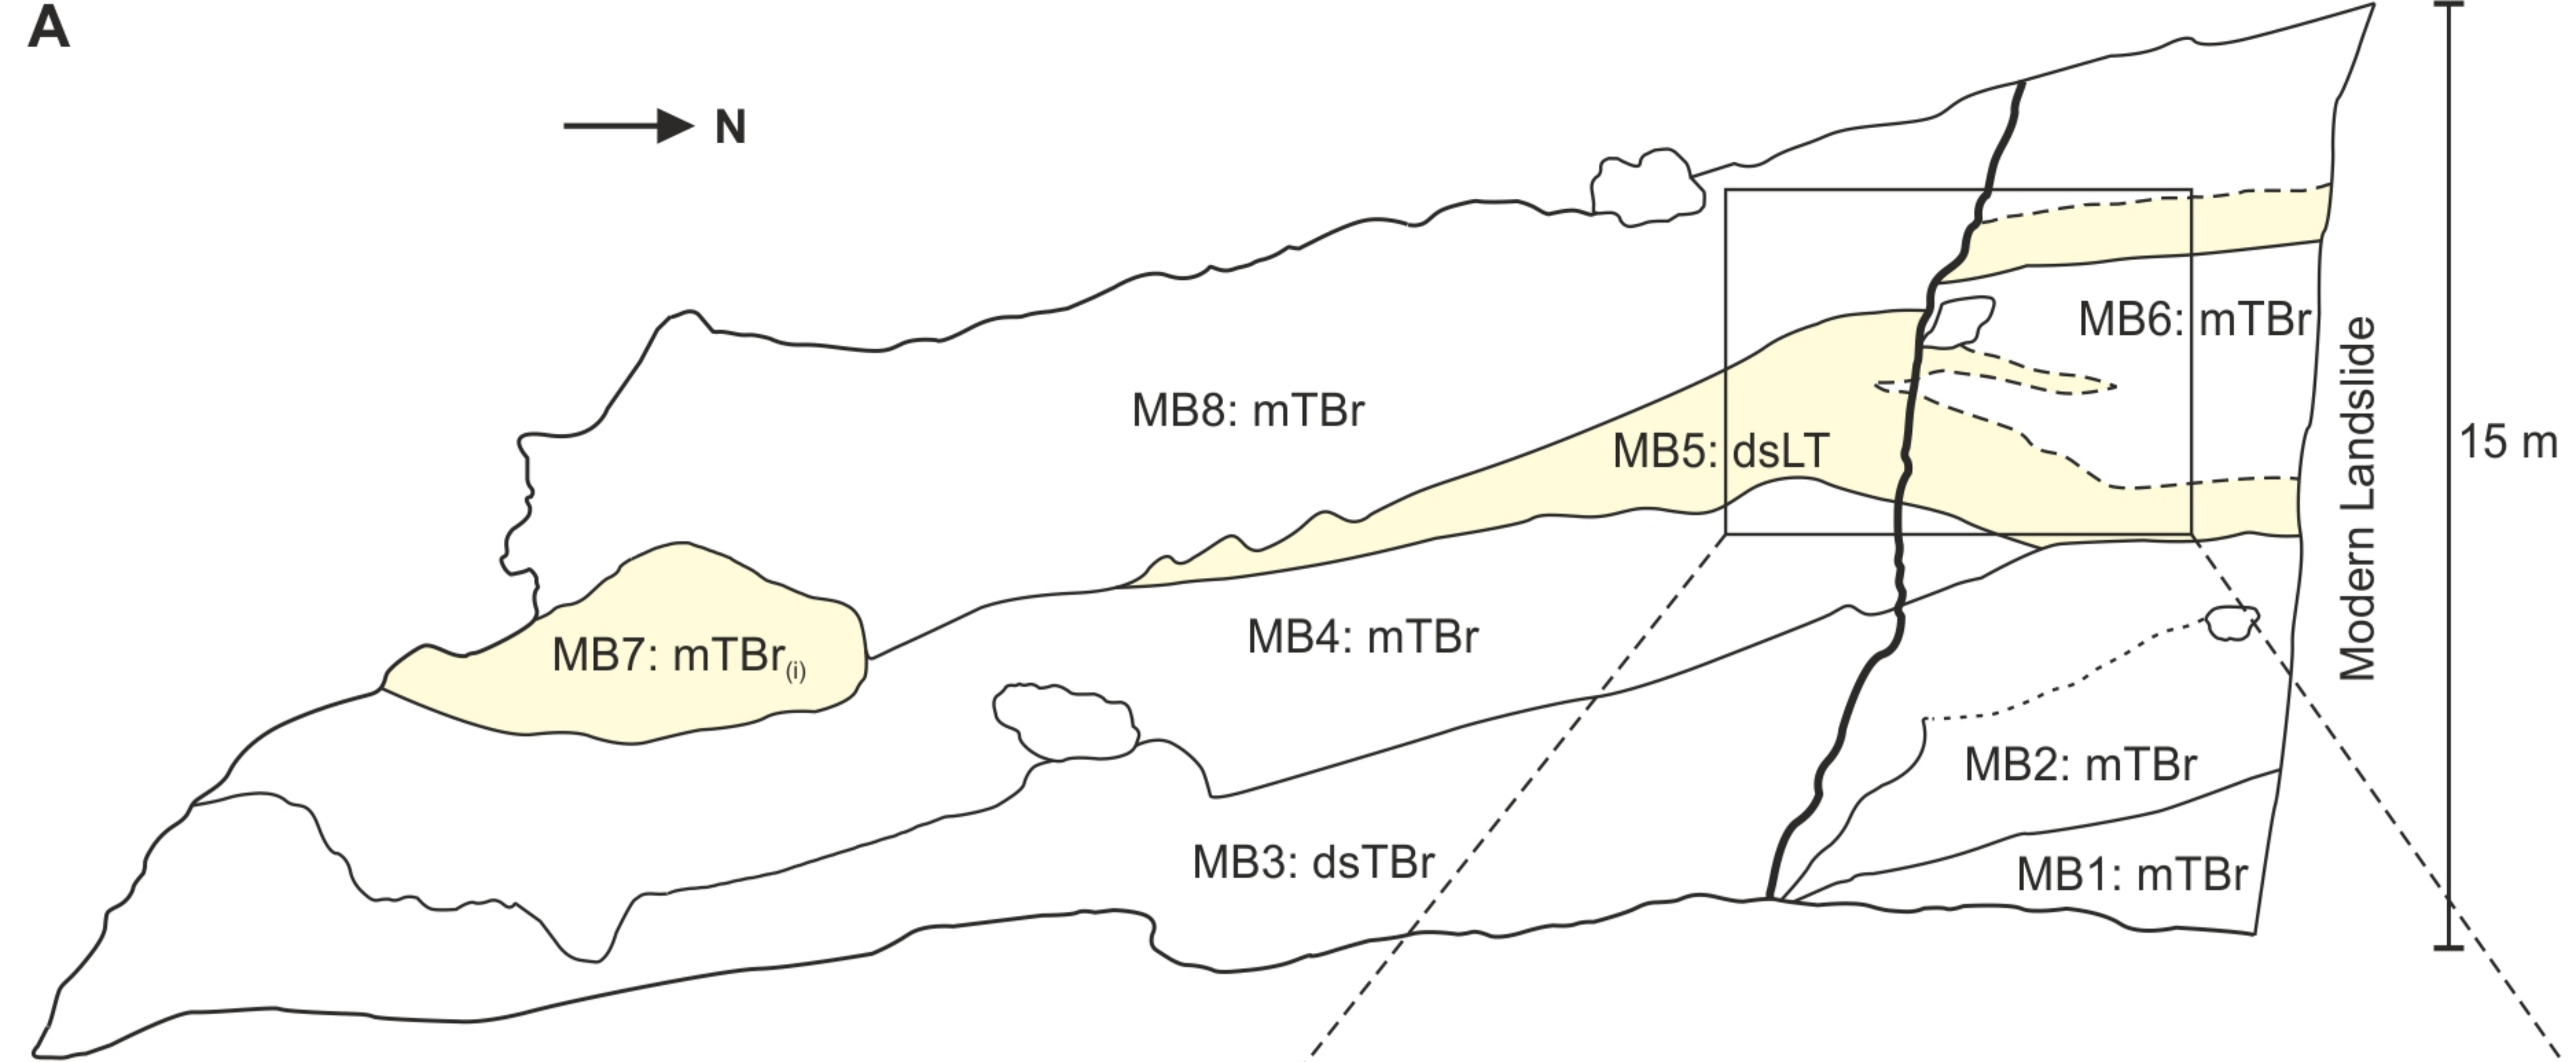 A
N
MB6: mTBr
MB8: mTBr
MB5: dsLT
15 m
Modern Landslide
MB7: mTBr(i)
MB4: mTBr
MB2: mTBr
MB3: dsTBr
MB1: mTBr